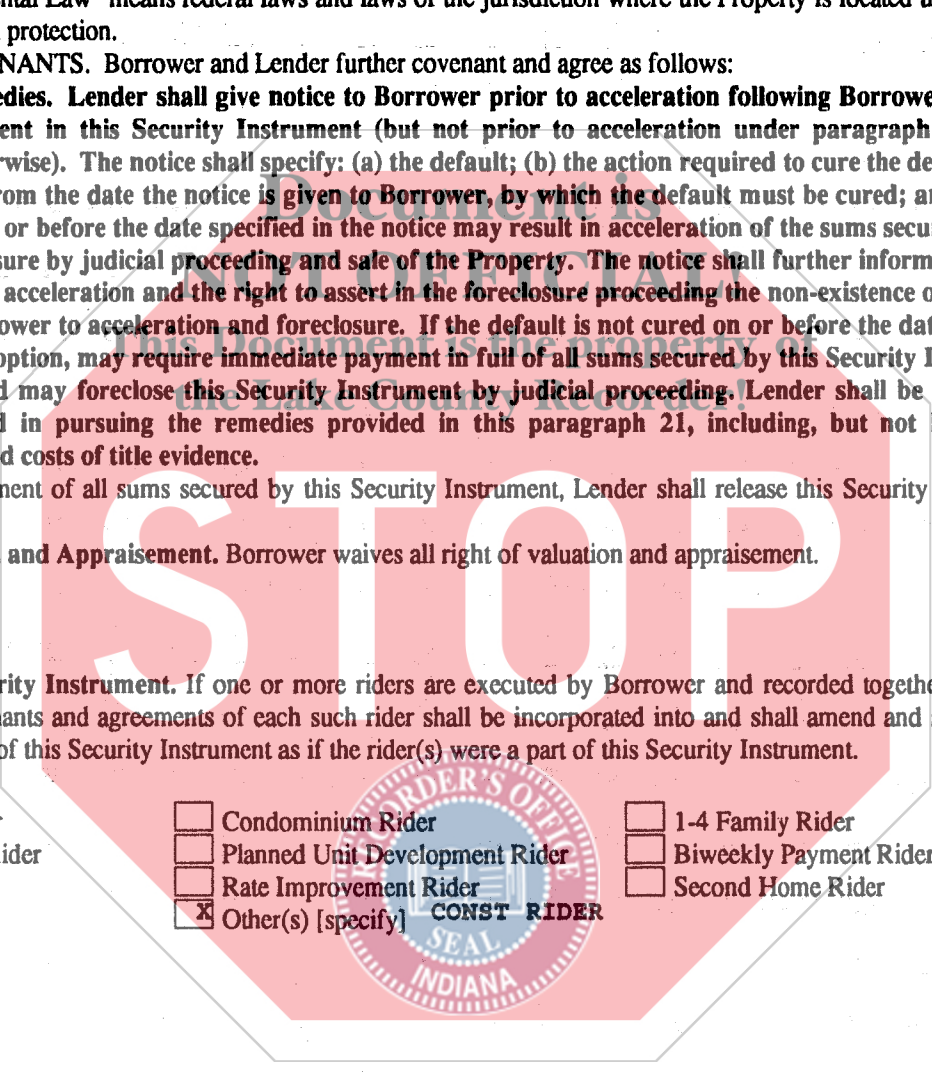 ental Law" means federal laws and laws of the jurisdiction where the Property is located
protection.
NANTS. Borrower and Lender further covenant and agree as follows:
edies. Lender shall give notice to Borrower prior to acceleration following Borrowe
ent in this Security Instrument (but not prior to acceleration under paragraph
rwise). The notice shall specify: (a) the default; (b) the action required to cure the de
rom the date the notice is given to Borrower, by which the default must be cured; a
or before the date specified in the notice may result in acceleration of the sums secu
sure by judicial proceeding and sale of the Property. The notice shall further inform
acceleration and the right to assert in the foreclosure proceeding the non-existence o
ower to acceleration and foreclosure. If the default is not cured on or before the dat
option, may require immediate payment in full of all sums secured by this Security I
d may foreclose this Security Instrument by judicial proceeding. Lender shall be
d in pursuing the remedies provided in this paragraph 21, including, but not
d costs of title evidence.
nent of all sums secured by this Security Instrument, Lender shall release this Security
and Appraisement. Borrower waives all right of valuation and appraisement.
rity Instrument. If one or more riders are executed by Borrower and recorded togethe
nants and agreements of each such rider shall be incorporated into and shall amend and
of this Security Instrument as if the rider(s) were a part of this Security Instrument.
r Condominium Rider 1-4 Family Rider
ider Planned Unit Development Rider Biweekly Payment Rider
Rate Improvement Rider Second Home Rider
X Other(s) [specify] CONST RIDER
Document is
NOT OFFICIAL!
This Document is the property of
the Lake County Recorder!
STOP
RECORDER'S OFFICE
SEAL
INDIANA